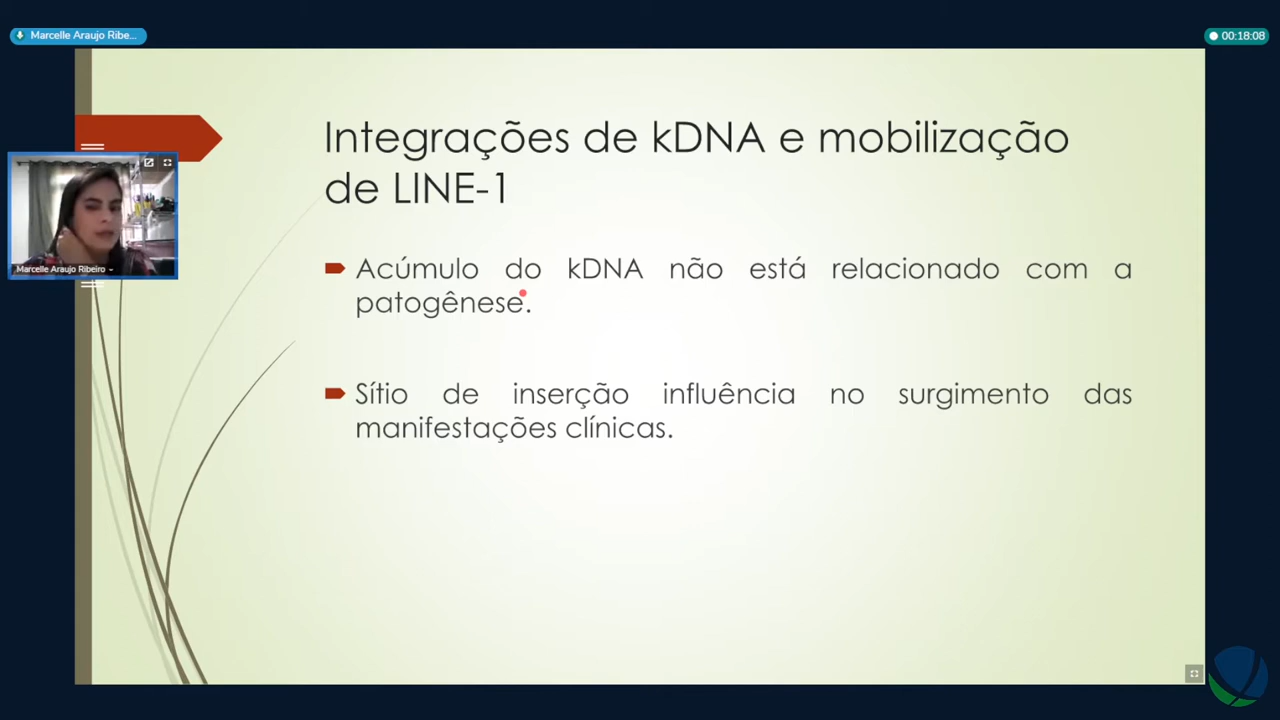 Marcelle Araujo Ribe...
00:18:08
Integrações de kDNA e mobilização
de LINE-1
Marcelle Araujo Ribeiro
Acúmulo do kDNA não está relacionado com a
patogênese.
Sítio de inserção influência no surgimento das
manifestações clínicas.